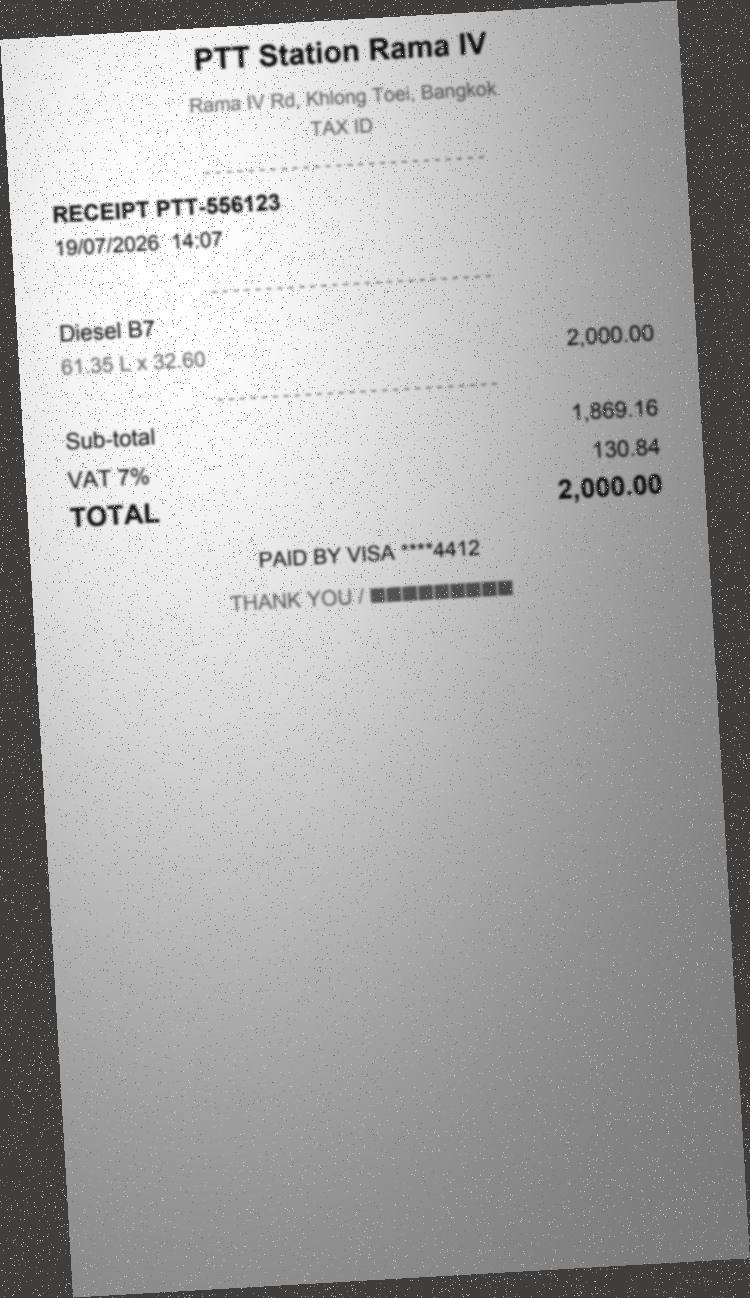 PTT Station Rama IV
Rama IV Rd, Khlong Toei, Bangkok
TAX ID
--------------------------
RECEIPT PTT-556123
19/07/2026 14:07
--------------------------
Diesel B7 2,000.00
61.35 L x 32.60
--------------------------
Sub-total 1,869.16
VAT 7% 130.84
TOTAL 2,000.00
PAID BY VISA ****4412
THANK YOU /